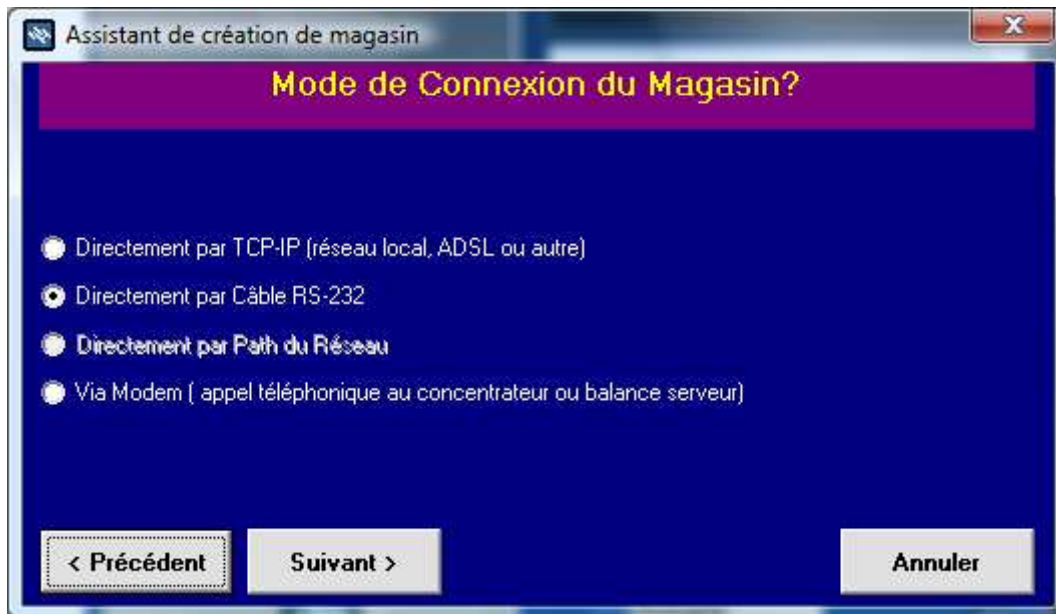 Assistant de création de magasin
Mode de Connexion du Magasin?
Directement par TCP-IP (réseau local, ADSL ou autre)
Directement par Câble RS-232
Directement par Path du Réseau
Via Modem ( appel téléphonique au concentrateur ou balance serveur)
< Précédent Suivant > Annuler